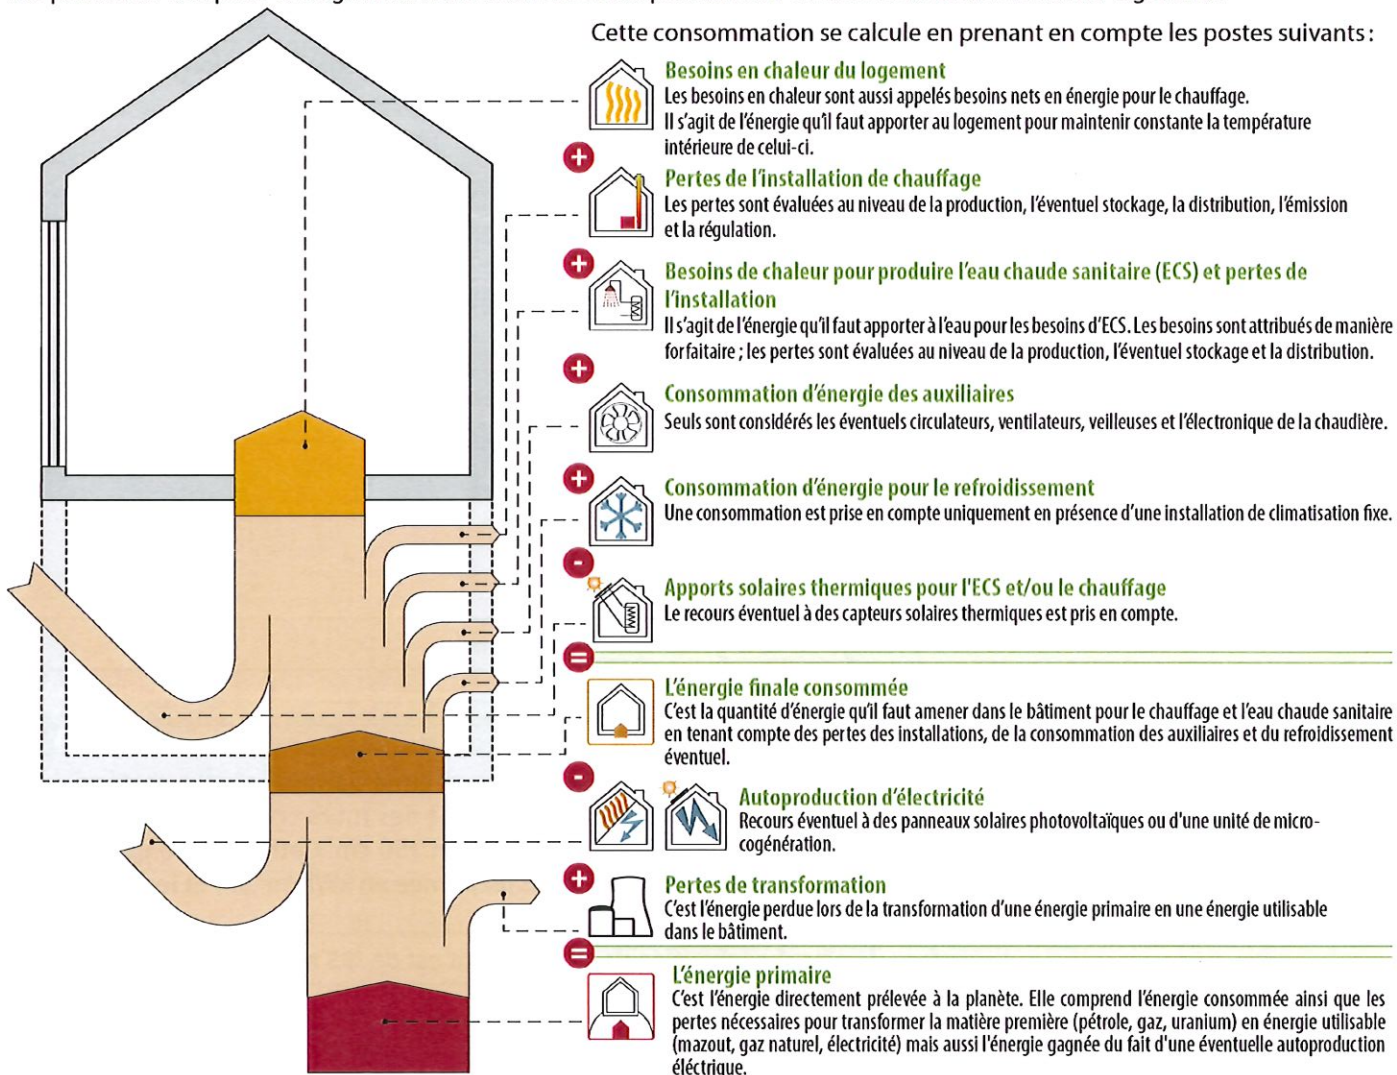 Cette consommation se calcule en prenant en compte les postes suivants :
Besoins en chaleur du logement
Les besoins en chaleur sont aussi appelés besoins nets en énergie pour le chauffage.
Il s'agit de l'énergie qu'il faut apporter au logement pour maintenir constante la température
intérieure de celui-ci.
+
Pertes de l'installation de chauffage
Les pertes sont évaluées au niveau de la production, l'éventuel stockage, la distribution, l'émission
et la régulation.
+
Besoins de chaleur pour produire l'eau chaude sanitaire (ECS) et pertes de
l'installation
Il s'agit de l'énergie qu'il faut apporter à l'eau pour les besoins d'ECS. Les besoins sont attribués de manière
forfaitaire ; les pertes sont évaluées au niveau de la production, l'éventuel stockage et la distribution.
+
Consommation d'énergie des auxiliaires
Seuls sont considérés les éventuels circulateurs, ventilateurs, veilleuses et l'électronique de la chaudière.
+
Consommation d'énergie pour le refroidissement
Une consommation est prise en compte uniquement en présence d'une installation de climatisation fixe.
-
Apports solaires thermiques pour l'ECS et/ou le chauffage
Le recours éventuel à des capteurs solaires thermiques est pris en compte.
=
L'énergie finale consommée
C'est la quantité d'énergie qu'il faut amener dans le bâtiment pour le chauffage et l'eau chaude sanitaire
en tenant compte des pertes des installations, de la consommation des auxiliaires et du refroidissement
éventuel.
-
Autoproduction d'électricité
Recours éventuel à des panneaux solaires photovoltaïques ou d'une unité de micro-
cogénération.
+
Pertes de transformation
C'est l'énergie perdue lors de la transformation d'une énergie primaire en une énergie utilisable
dans le bâtiment.
=
L'énergie primaire
C'est l'énergie directement prélevée à la planète. Elle comprend l'énergie consommée ainsi que les
pertes nécessaires pour transformer la matière première (pétrole, gaz, uranium) en énergie utilisable
(mazout, gaz naturel, électricité) mais aussi l'énergie gagnée du fait d'une éventuelle autoproduction
éléctrique.